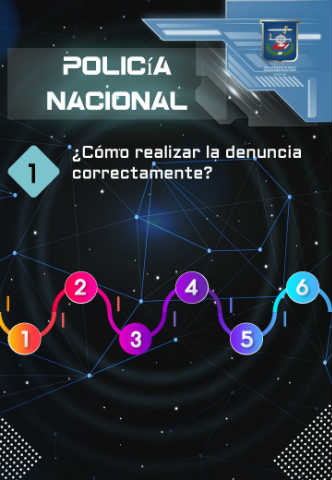 POLICÍA
NACIONAL
1
¿Cómo realizar la denuncia
correctamente?
2
4
6
1
3
5